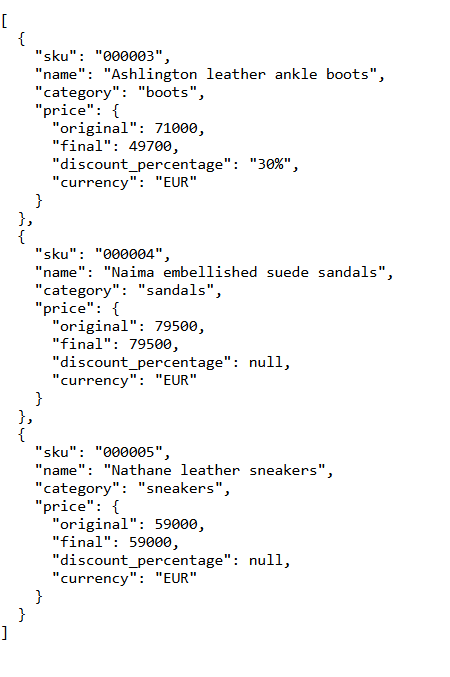 [
  {
    "sku": "000003",
    "name": "Ashlington leather ankle boots",
    "category": "boots",
    "price": {
      "original": 71000,
      "final": 49700,
      "discount_percentage": "30%",
      "currency": "EUR"
    }
  },
  {
    "sku": "000004",
    "name": "Naima embellished suede sandals",
    "category": "sandals",
    "price": {
      "original": 79500,
      "final": 79500,
      "discount_percentage": null,
      "currency": "EUR"
    }
  },
  {
    "sku": "000005",
    "name": "Nathane leather sneakers",
    "category": "sneakers",
    "price": {
      "original": 59000,
      "final": 59000,
      "discount_percentage": null,
      "currency": "EUR"
    }
  }
]